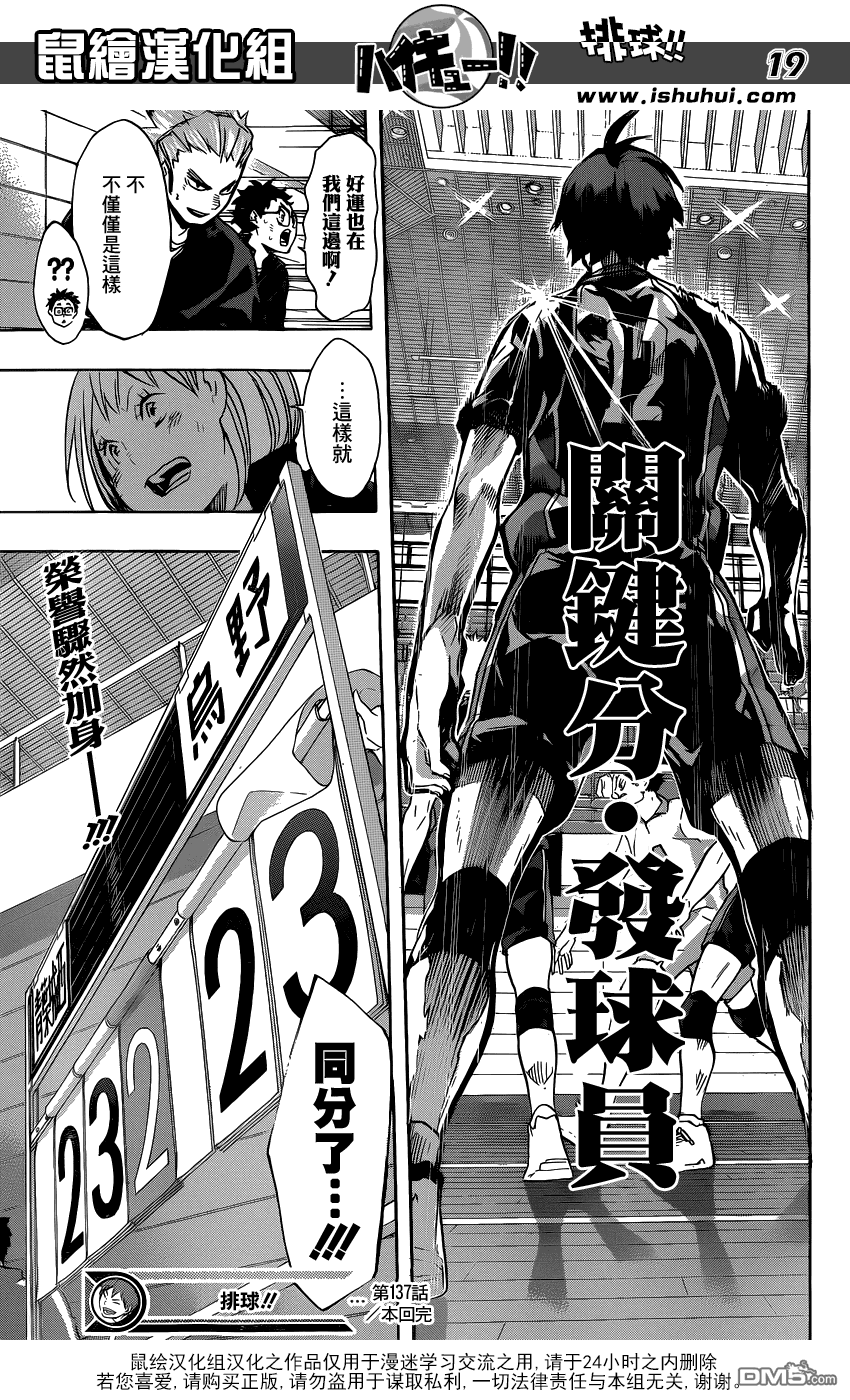 鼠繪漢化組
ハイキュー!!
排球!!
19
www.ishuhui.com
12
關鍵分·發球員
好運也在
我們這邊啊!
不
不僅僅是這樣
??
…這樣就
榮譽驟然加身——!!!
烏野
23
青葉城西
2
23
同分了…!!!
排球!!
… 第137話
／本回完
鼠绘汉化组汉化之作品仅用于漫迷学习交流之用, 请于24小时之内删除
若您喜爱, 请购买正版, 请勿盗用于谋取私利, 一切法律责任与本组无关, 谢谢。
DM5.com